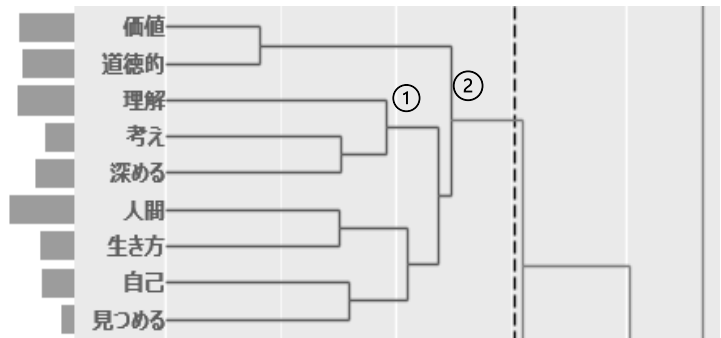 価値
道徳的
理解
①
②
考え
深める
人間
生き方
自己
見つめる